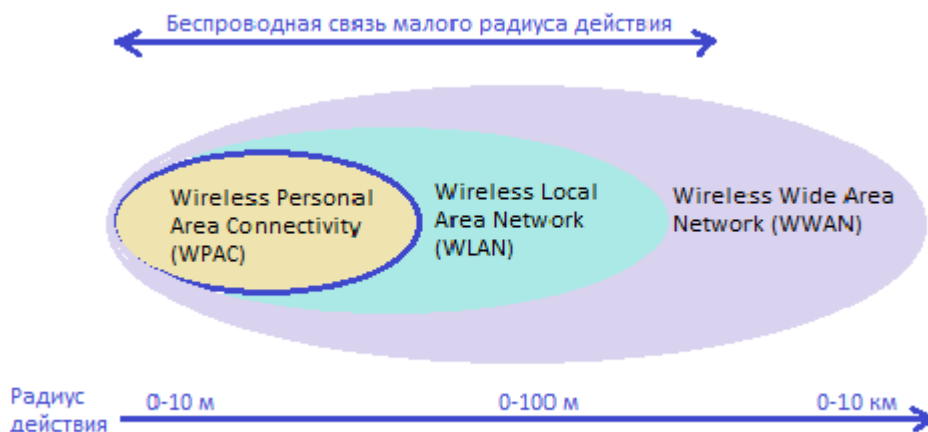 Беспроводная связь малого радиуса действия
Wireless Personal
Area Connectivity
(WPAC)
Wireless Local
Area Network
(WLAN)
Wireless Wide Area
Network (WWAN)
Радиус
действия
0-10 м
0-100 м
0-10 км